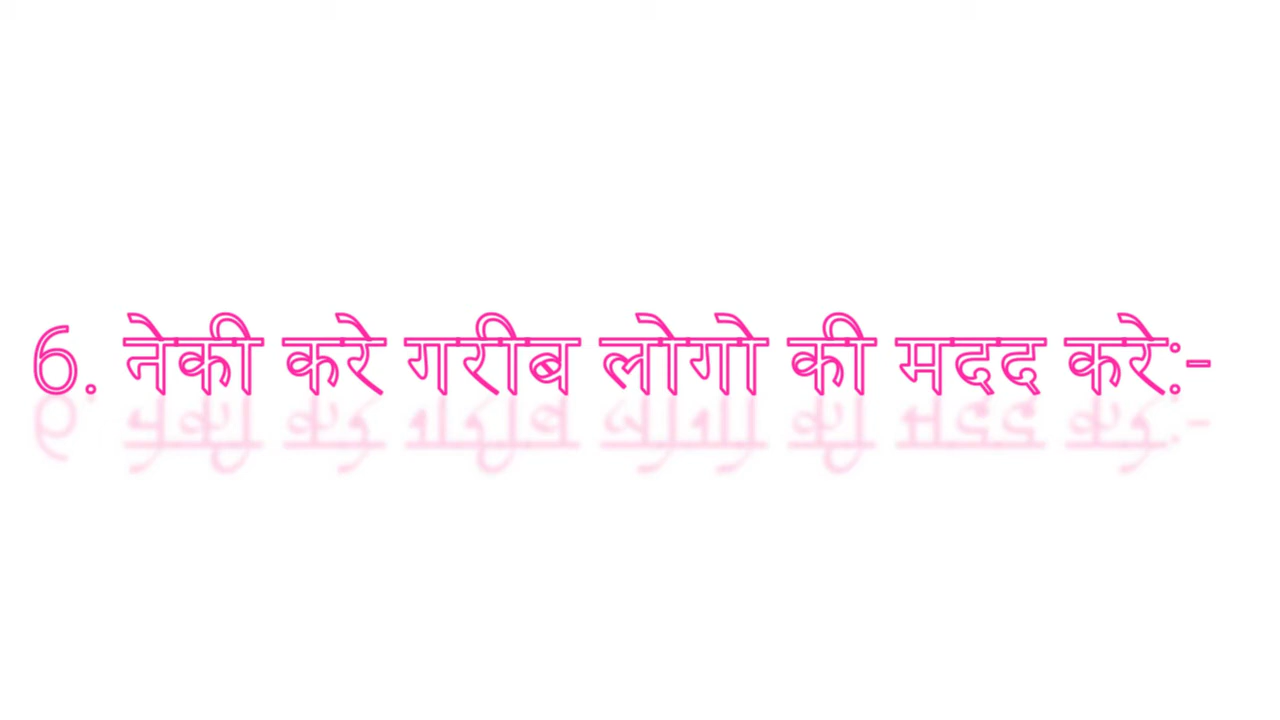 6. नेकी करे गरीब लोगो की मदद करे:-